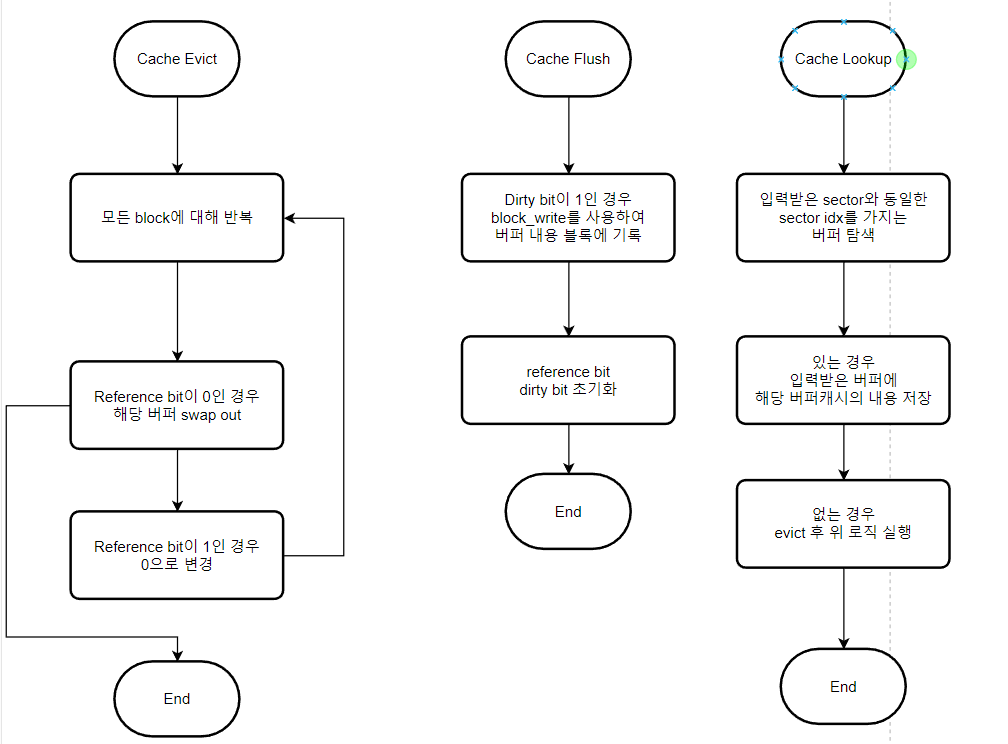 Cache Evict
모든 block에 대해 반복
Reference bit이 0인 경우
해당 버퍼 swap out
Reference bit이 1인 경우
0으로 변경
End
Cache Flush
Dirty bit이 1인 경우
block_write를 사용하여
버퍼 내용 블록에 기록
reference bit
dirty bit 초기화
End
Cache Lookup
입력받은 sector와 동일한
sector idx를 가지는
버퍼 탐색
있는 경우
입력받은 버퍼에
해당 버퍼캐시의 내용 저장
없는 경우
evict 후 위 로직 실행
End